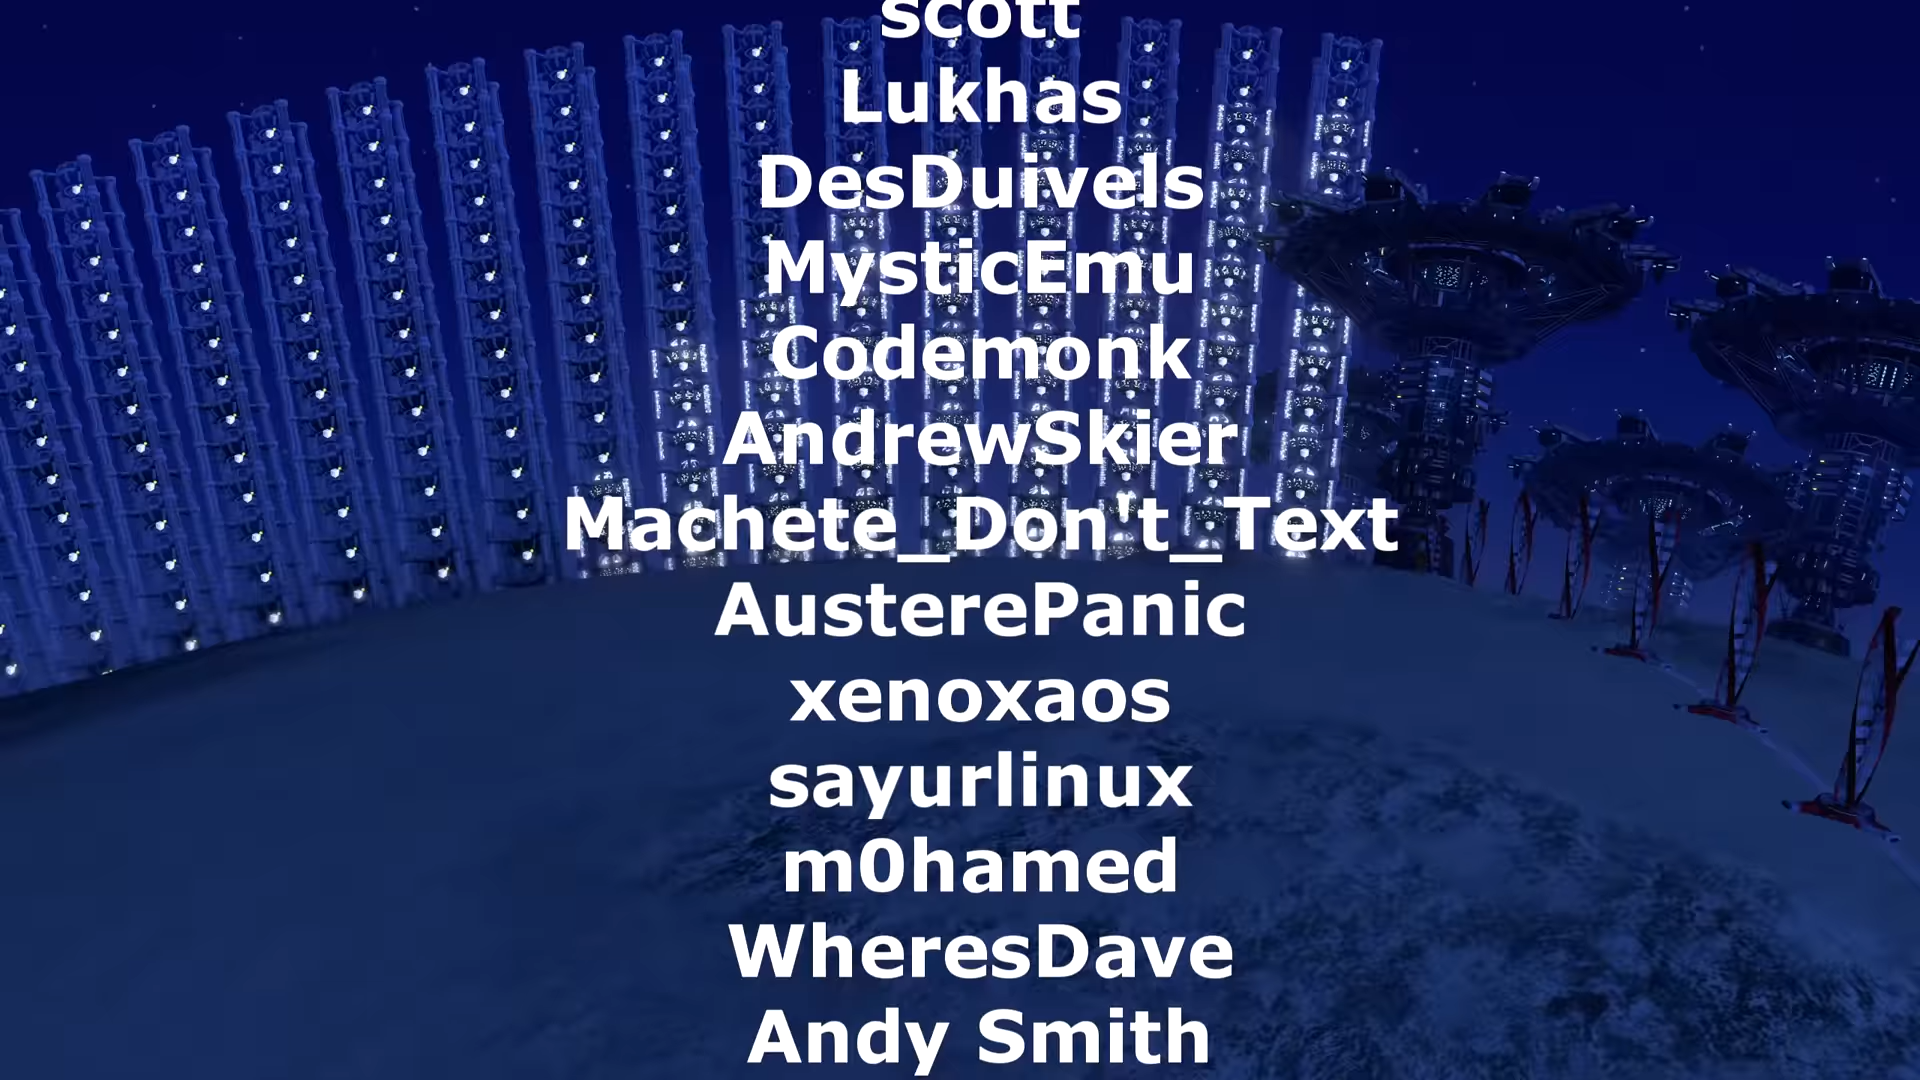 scott
Lukhas
DesDuivels
MysticEmu
Codemonk
AndrewSkier
Machete_Don't_Text
AusterePanic
xenoxaos
sayurlinux
m0hamed
WheresDave
Andy Smith